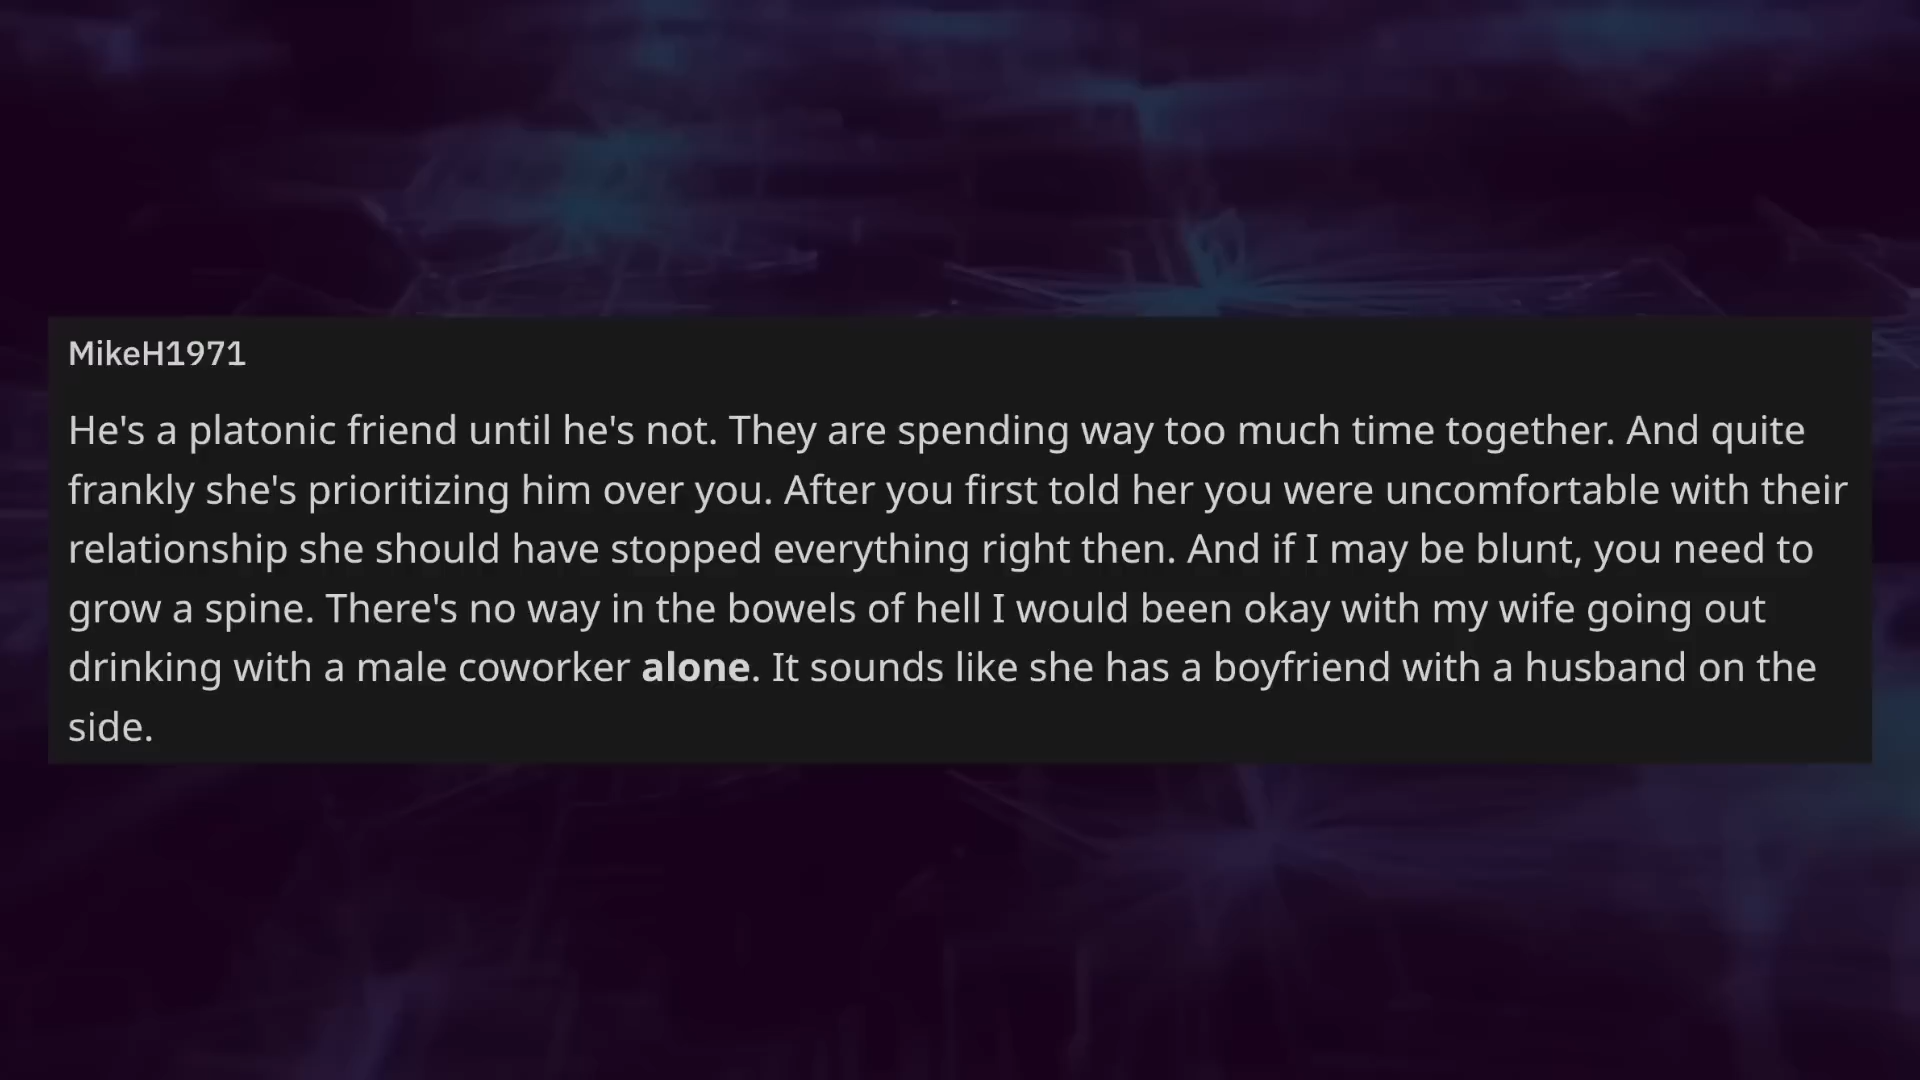 MikeH1971
He's a platonic friend until he's not. They are spending way too much time together. And quite
frankly she's prioritizing him over you. After you first told her you were uncomfortable with their
relationship she should have stopped everything right then. And if I may be blunt, you need to
grow a spine. There's no way in the bowels of hell I would been okay with my wife going out
drinking with a male coworker alone. It sounds like she has a boyfriend with a husband on the
side.